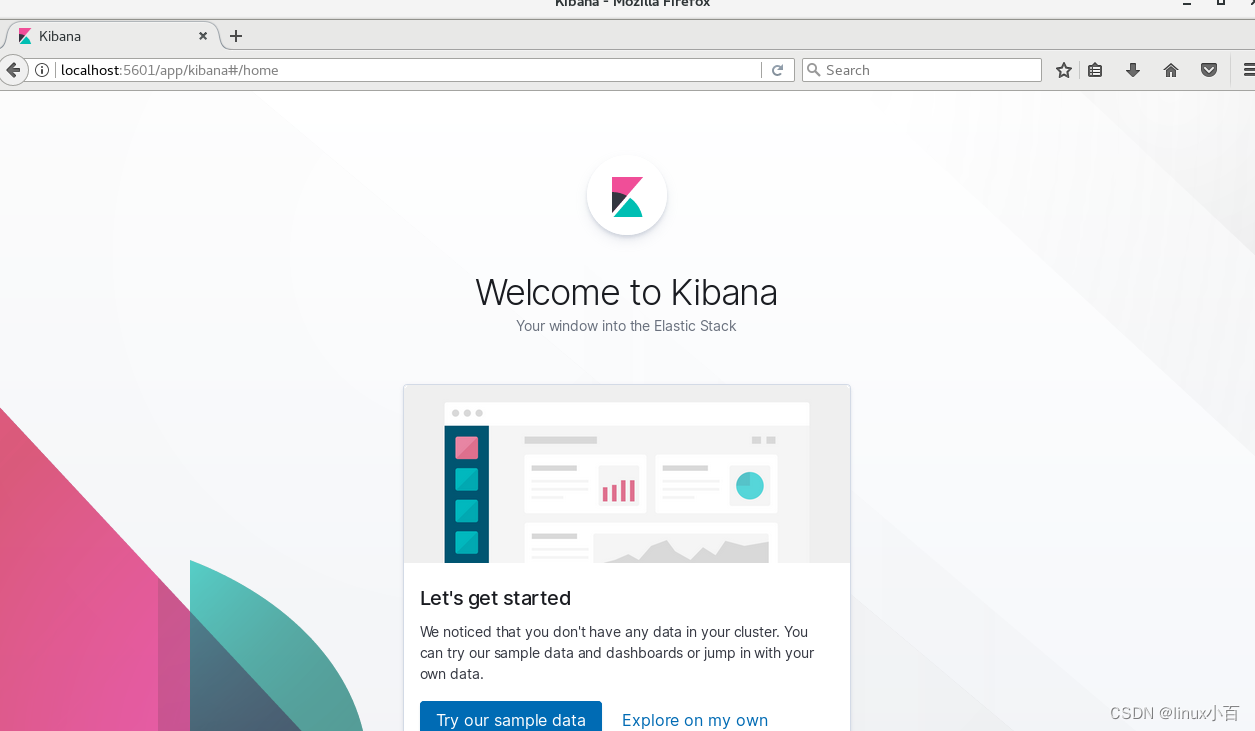 Kibana - Mozilla Firefox
Kibana
localhost:5601/app/kibana#/home
Search
Welcome to Kibana
Your window into the Elastic Stack
Let's get started
We noticed that you don't have any data in your cluster. You
can try our sample data and dashboards or jump in with your
own data.
Try our sample data
Explore on my own
CSDN @linux小百